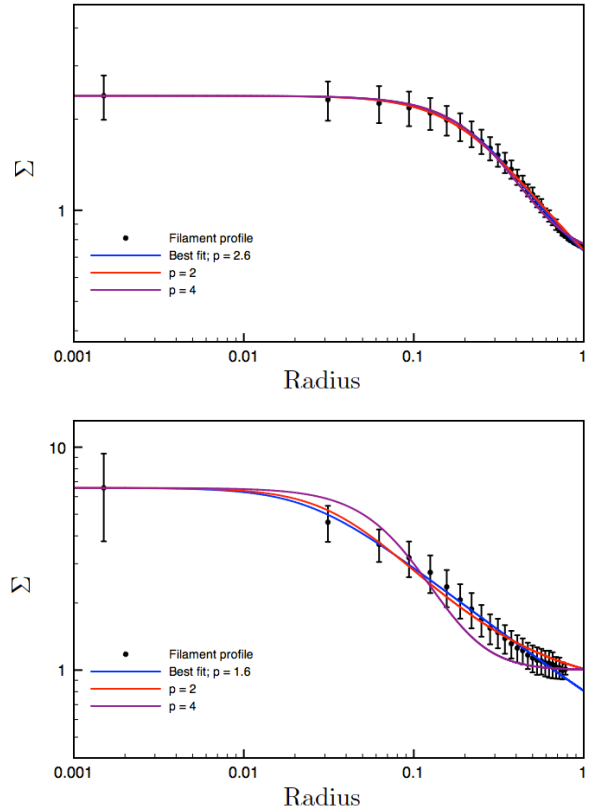 Σ
1
Filament profile
Best fit; p = 2.6
p = 2
p = 4
0.001 0.01 0.1 1
Radius
10
Σ
1
Filament profile
Best fit; p = 1.6
p = 2
p = 4
0.001 0.01 0.1 1
Radius